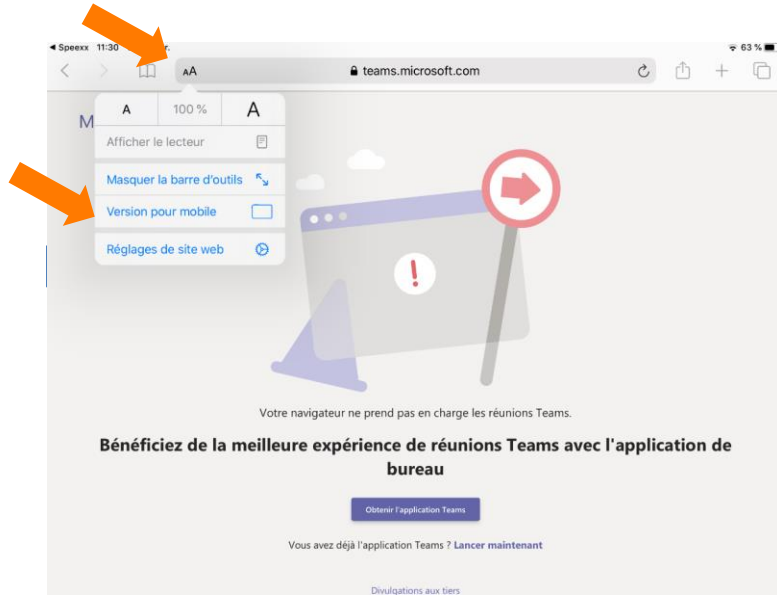 Speexx 11:30 r. 63 %
AA teams.microsoft.com
A 100 % A
M
Afficher le lecteur
Masquer la barre d'outils
Version pour mobile
Réglages de site web
!
Votre navigateur ne prend pas en charge les réunions Teams.
Bénéficiez de la meilleure expérience de réunions Teams avec l'application de
bureau
Obtenir l'application Teams
Vous avez déjà l'application Teams ? Lancer maintenant
Divulgations aux tiers